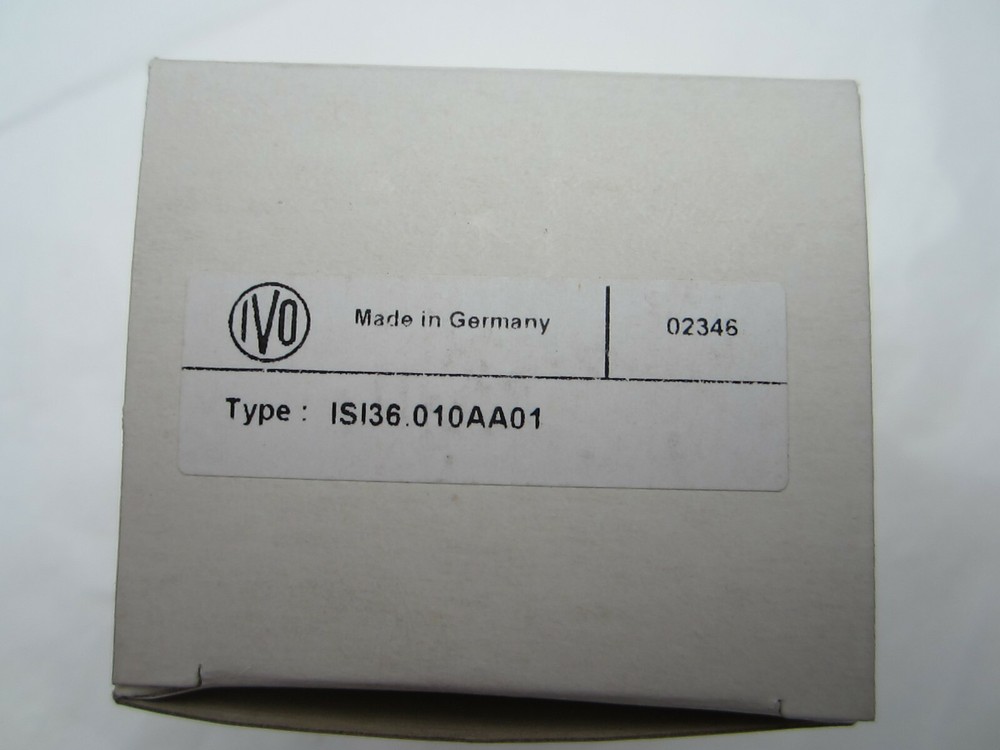 IVO
Made in Germany
02346
Type : ISI36.010AA01